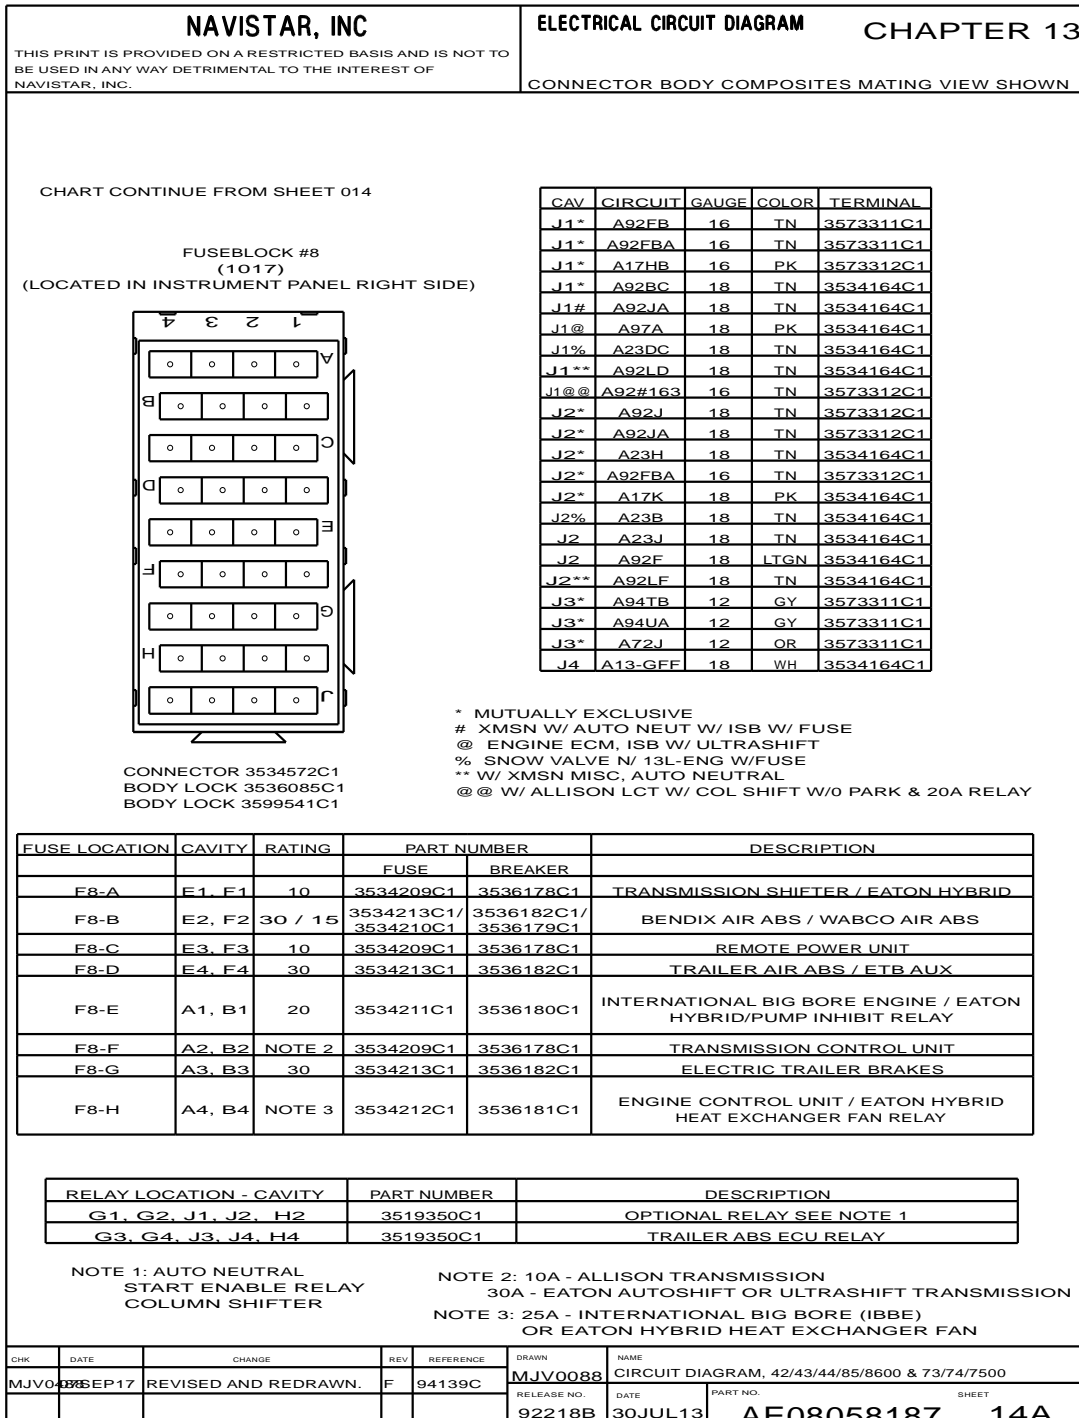 NAVISTAR, INC
THIS PRINT IS PROVIDED ON A RESTRICTED BASIS AND IS NOT TO
BE USED IN ANY WAY DETRIMENTAL TO THE INTEREST OF
NAVISTAR, INC.
ELECTRICAL CIRCUIT DIAGRAM
CHAPTER 13
CONNECTOR BODY COMPOSITES MATING VIEW SHOWN
CHART CONTINUE FROM SHEET 014
FUSEBLOCK #8
(1017)
(LOCATED IN INSTRUMENT PANEL RIGHT SIDE)
4 3 2 1
A
B
C
D
E
F
G
H
J
CONNECTOR 3534572C1
BODY LOCK 3536085C1
BODY LOCK 3599541C1
CAV CIRCUIT GAUGE COLOR TERMINAL
J1* A92FB 16 TN 3573311C1
J1* A92FBA 16 TN 3573311C1
J1* A17HB 16 PK 3573312C1
J1* A92BC 18 TN 3534164C1
J1# A92JA 18 TN 3534164C1
J1@ A97A 18 PK 3534164C1
J1% A23DC 18 TN 3534164C1
J1** A92LD 18 TN 3534164C1
J1@@ A92#163 16 TN 3573312C1
J2* A92J 18 TN 3573312C1
J2* A92JA 18 TN 3573312C1
J2* A23H 18 TN 3534164C1
J2* A92FBA 16 TN 3573312C1
J2* A17K 18 PK 3534164C1
J2% A23B 18 TN 3534164C1
J2 A23J 18 TN 3534164C1
J2 A92F 18 LTGN 3534164C1
J2** A92LF 18 TN 3534164C1
J3* A94TB 12 GY 3573311C1
J3* A94UA 12 GY 3573311C1
J3* A72J 12 OR 3573311C1
J4 A13-GFF 18 WH 3534164C1
* MUTUALLY EXCLUSIVE
# XMSN W/ AUTO NEUT W/ ISB W/ FUSE
@ ENGINE ECM, ISB W/ ULTRASHIFT
% SNOW VALVE N/ 13L-ENG W/FUSE
** W/ XMSN MISC, AUTO NEUTRAL
@@ W/ ALLISON LCT W/ COL SHIFT W/0 PARK & 20A RELAY
FUSE LOCATION CAVITY RATING PART NUMBER DESCRIPTION
FUSE BREAKER
F8-A E1, F1 10 3534209C1 3536178C1 TRANSMISSION SHIFTER / EATON HYBRID
F8-B E2, F2 30 / 15 3534213C1/ 3536182C1/ BENDIX AIR ABS / WABCO AIR ABS
3534210C1 3536179C1
F8-C E3, F3 10 3534209C1 3536178C1 REMOTE POWER UNIT
F8-D E4, F4 30 3534213C1 3536182C1 TRAILER AIR ABS / ETB AUX
F8-E A1, B1 20 3534211C1 3536180C1 INTERNATIONAL BIG BORE ENGINE / EATON
HYBRID/PUMP INHIBIT RELAY
F8-F A2, B2 NOTE 2 3534209C1 3536178C1 TRANSMISSION CONTROL UNIT
F8-G A3, B3 30 3534213C1 3536182C1 ELECTRIC TRAILER BRAKES
F8-H A4, B4 NOTE 3 3534212C1 3536181C1 ENGINE CONTROL UNIT / EATON HYBRID
HEAT EXCHANGER FAN RELAY
RELAY LOCATION - CAVITY PART NUMBER DESCRIPTION
G1, G2, J1, J2, H2 3519350C1 OPTIONAL RELAY SEE NOTE 1
G3, G4, J3, J4, H4 3519350C1 TRAILER ABS ECU RELAY
NOTE 1: AUTO NEUTRAL
START ENABLE RELAY
COLUMN SHIFTER
NOTE 2: 10A - ALLISON TRANSMISSION
30A - EATON AUTOSHIFT OR ULTRASHIFT TRANSMISSION
NOTE 3: 25A - INTERNATIONAL BIG BORE (IBBE)
OR EATON HYBRID HEAT EXCHANGER FAN
CHK DATE CHANGE REV REFERENCE
REVISED AND REDRAWN. F 94139C
DRAWN NAME
MJV0088 CIRCUIT DIAGRAM, 42/43/44/85/8600 & 73/74/7500
RELEASE NO. DATE PART NO. SHEET
92218B 30JUL13 AE08058187 14A